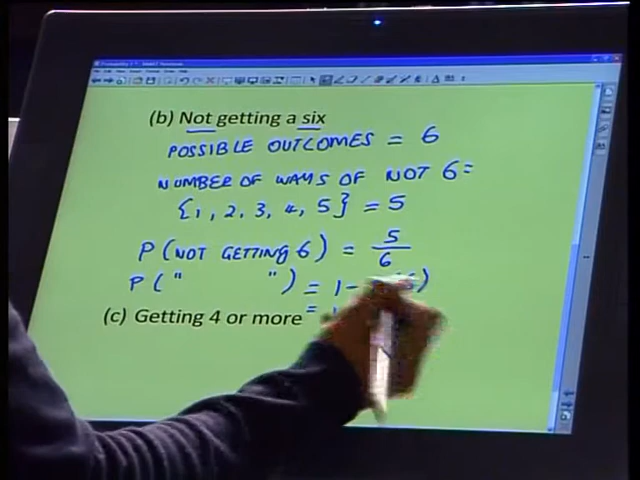 (b) Not getting a six
POSSIBLE OUTCOMES = 6
NUMBER OF WAYS OF NOT 6 =
{1, 2, 3, 4, 5} = 5
P (NOT GETTING 6) = 5/6
P ( " " ) = 1 - 6)
(c) Getting 4 or more =